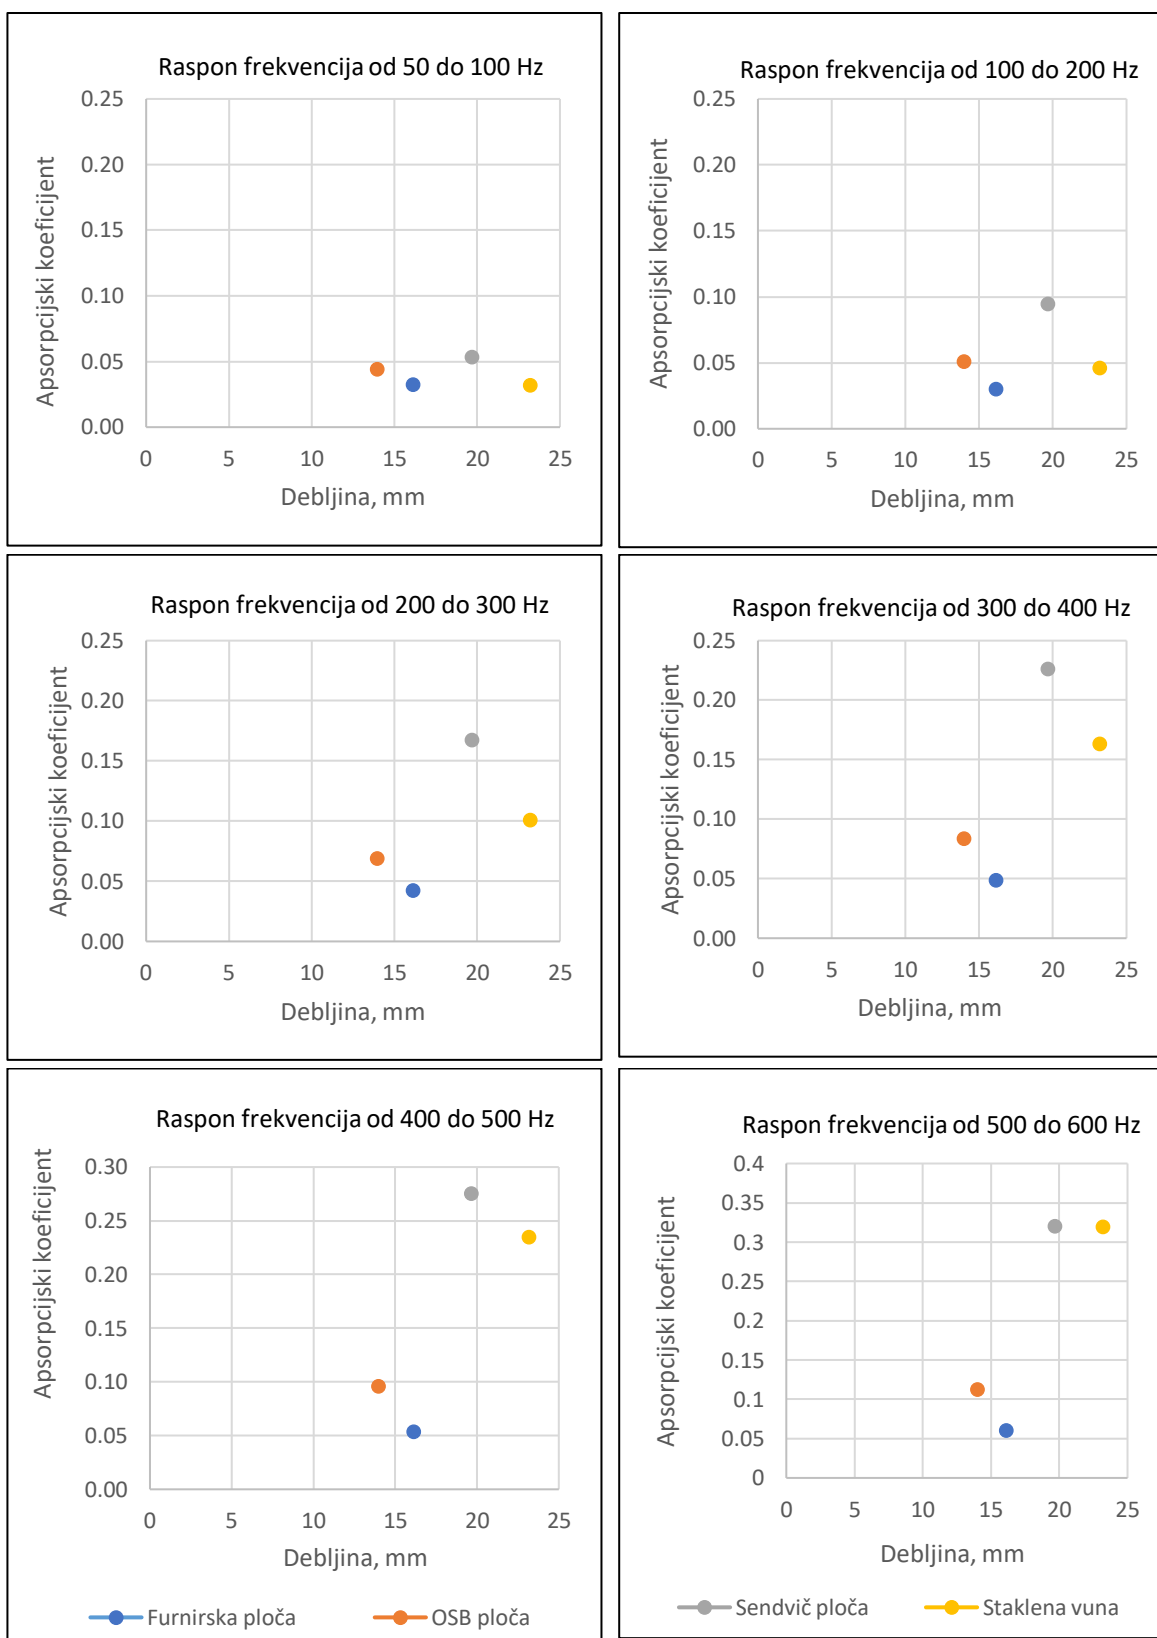 Raspon frekvencija od 50 do 100 Hz
Apsorpcijski koeficijent
0.25
0.20
0.15
0.10
0.05
0.00
0 5 10 15 20 25
Debljina, mm
Raspon frekvencija od 100 do 200 Hz
Apsorpcijski koeficijent
0.25
0.20
0.15
0.10
0.05
0.00
0 5 10 15 20 25
Debljina, mm
Raspon frekvencija od 200 do 300 Hz
Apsorpcijski koeficijent
0.25
0.20
0.15
0.10
0.05
0.00
0 5 10 15 20 25
Debljina, mm
Raspon frekvencija od 300 do 400 Hz
Apsorpcijski koeficijent
0.25
0.20
0.15
0.10
0.05
0.00
0 5 10 15 20 25
Debljina, mm
Raspon frekvencija od 400 do 500 Hz
Apsorpcijski koeficijent
0.30
0.25
0.20
0.15
0.10
0.05
0.00
0 5 10 15 20 25
Debljina, mm
Furnirska ploča OSB ploča
Raspon frekvencija od 500 do 600 Hz
Apsorpcijski koeficijent
0.4
0.35
0.3
0.25
0.2
0.15
0.1
0.05
0
0 5 10 15 20 25
Debljina, mm
Sendvič ploča Staklena vuna